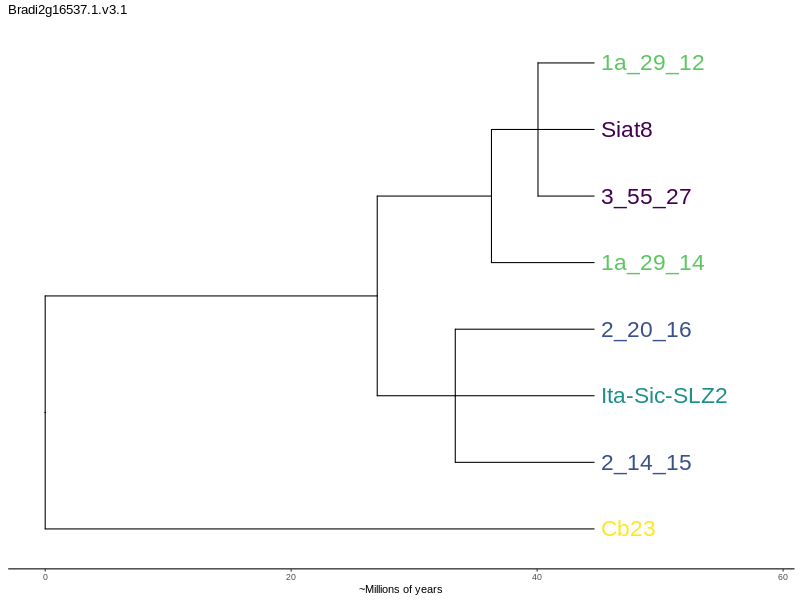 Bradi2g16537.1.v3.1
1a_29_12
Siat8
3_55_27
1a_29_14
2_20_16
Ita-Sic-SLZ2
2_14_15
Cb23
0 20 40 60
~Millions of years